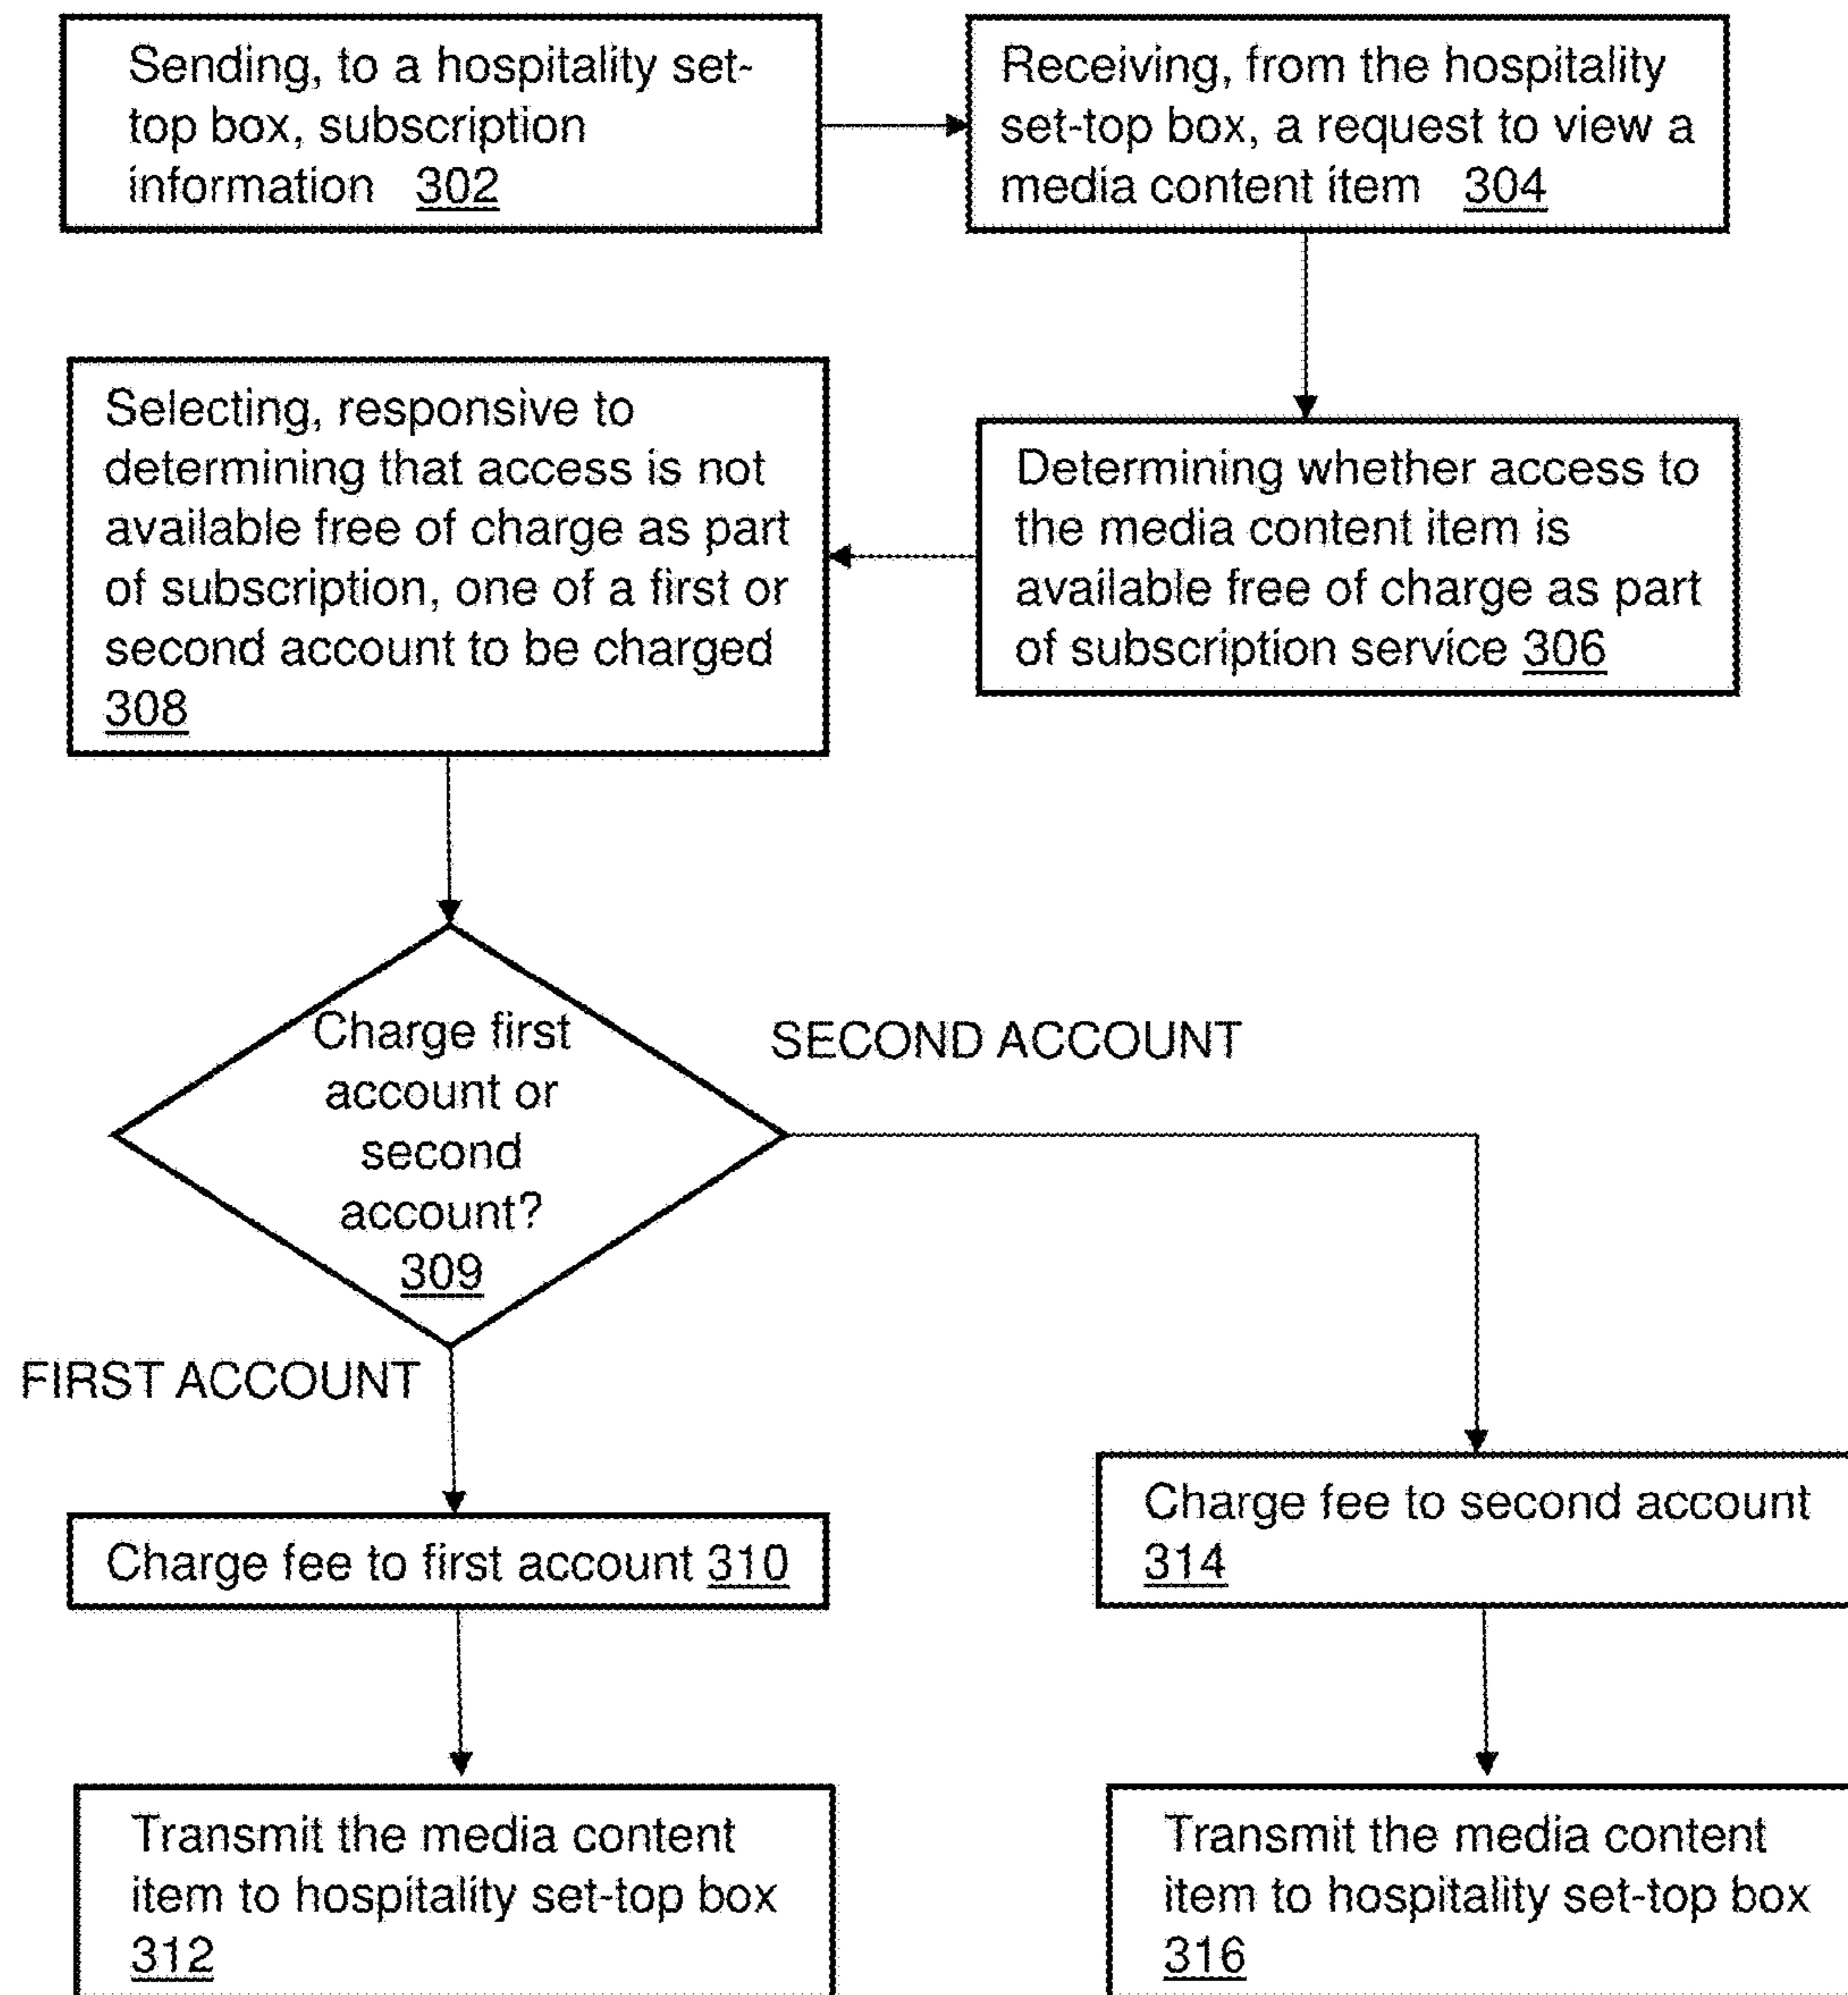 Sending, to a hospitality set-
top box, subscription
information 302
Receiving, from the hospitality
set-top box, a request to view a
media content item 304
Determining whether access to
the media content item is
available free of charge as part
of subscription service 306
Selecting, responsive to
determining that access is not
available free of charge as part
of subscription, one of a first or
second account to be charged
308
Charge first
account or
second
account?
309
SECOND ACCOUNT
FIRST ACCOUNT
Charge fee to first account 310
Charge fee to second account
314
Transmit the media content
item to hospitality set-top box
312
Transmit the media content
item to hospitality set-top box
316